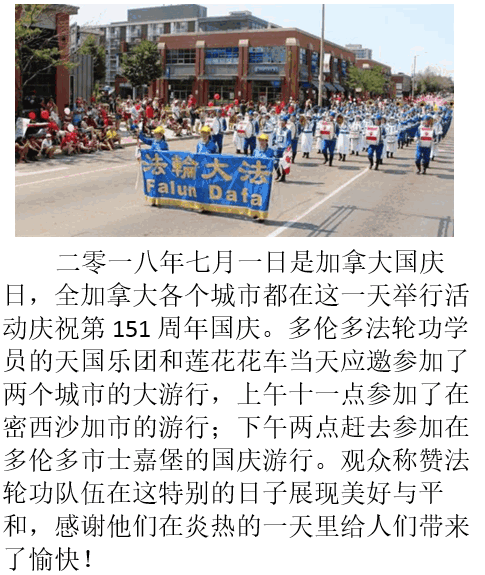 法輪大法
Falun Dafa
二零一八年七月一日是加拿大国庆
日，全加拿大各个城市都在这一天举行活
动庆祝第 151 周年国庆。多伦多法轮功学
员的天国乐团和莲花花车当天应邀参加了
两个城市的大游行，上午十一点参加了在
密西沙加市的游行；下午两点赶去参加在
多伦多市士嘉堡的国庆游行。观众称赞法
轮功队伍在这特别的日子展现美好与平
和，感谢他们在炎热的一天里给人们带来
了愉快！